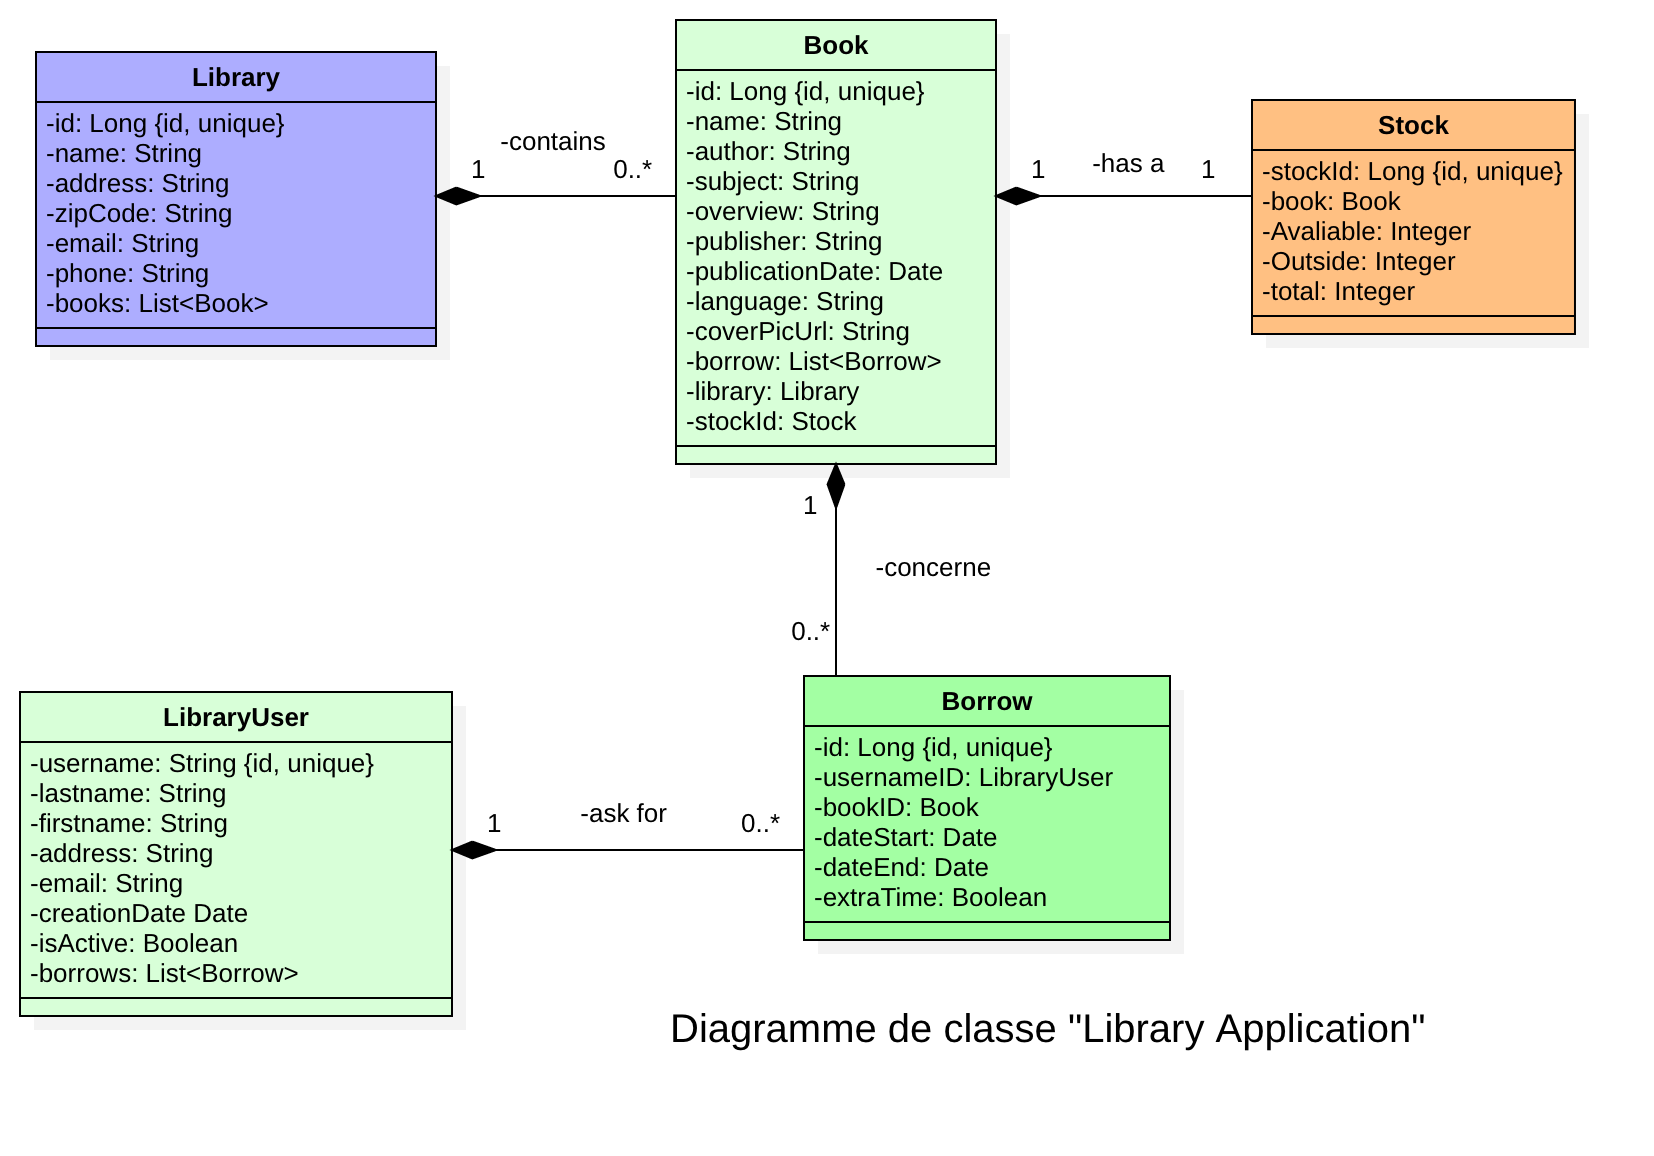 Library
-id: Long {id, unique}
-name: String
-address: String
-zipCode: String
-email: String
-phone: String
-books: List<Book>
-contains
1
0..*
Book
-id: Long {id, unique}
-name: String
-author: String
-subject: String
-overview: String
-publisher: String
-publicationDate: Date
-language: String
-coverPicUrl: String
-borrow: List<Borrow>
-library: Library
-stockId: Stock
1
-has a
1
Stock
-stockId: Long {id, unique}
-book: Book
-Avaliable: Integer
-Outside: Integer
-total: Integer
1
-concerne
0..*
LibraryUser
-username: String {id, unique}
-lastname: String
-firstname: String
-address: String
-email: String
-creationDate Date
-isActive: Boolean
-borrows: List<Borrow>
1
-ask for
0..*
Borrow
-id: Long {id, unique}
-usernameID: LibraryUser
-bookID: Book
-dateStart: Date
-dateEnd: Date
-extraTime: Boolean
Diagramme de classe "Library Application"